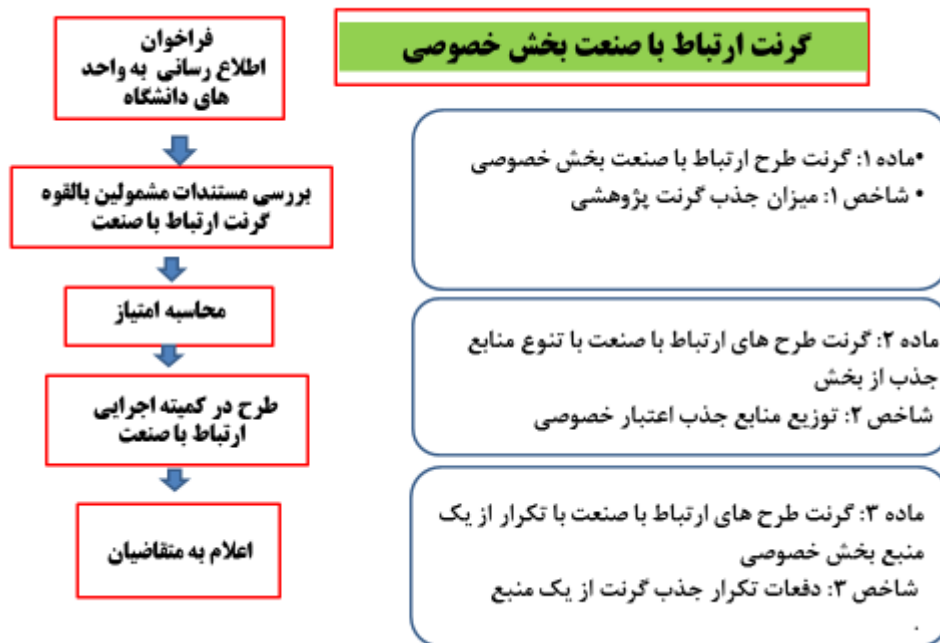 گرنت ارتباط با صنعت بخش خصوصی
فراخوان
اطلاع رسانی به واحد
های دانشگاه
بررسی مستندات مشمولین بالقوه
گرنت ارتباط با صنعت
محاسبه امتیاز
طرح در کمیته اجرایی
ارتباط با صنعت
اعلام به متقاضیان
•ماده ۱: گرنت طرح ارتباط با صنعت بخش خصوصی
• شاخص ۱: میزان جذب گرنت پژوهشی
ماده ۲: گرنت طرح های ارتباط با صنعت با تنوع منابع
جذب از بخش
شاخص ۲: توزیع منابع جذب اعتبار خصوصی
ماده ۳: گرنت طرح های ارتباط با صنعت با تکرار از یک
منبع بخش خصوصی
شاخص ۳: دفعات تکرار جذب گرنت از یک منبع
.